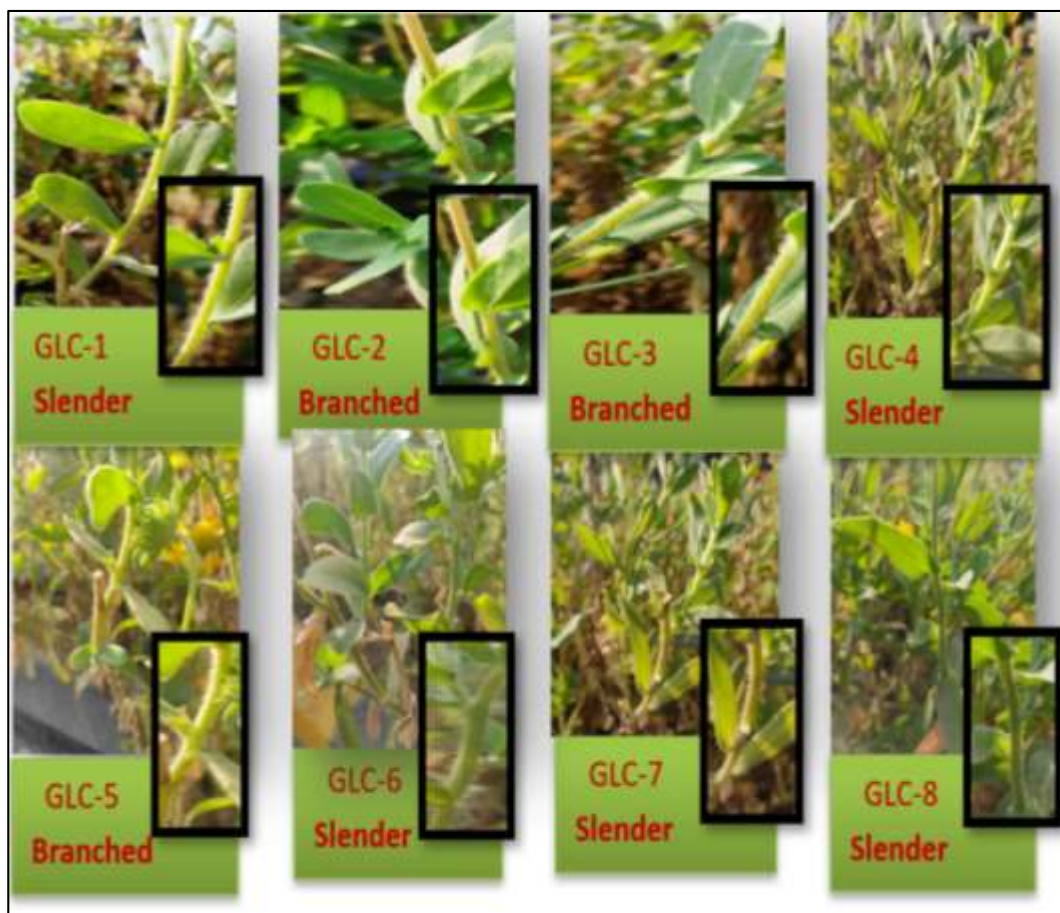 GLC-1
Slender
GLC-2
Branched
GLC-3
Branched
GLC-4
Slender
GLC-5
Branched
GLC-6
Slender
GLC-7
Slender
GLC-8
Slender